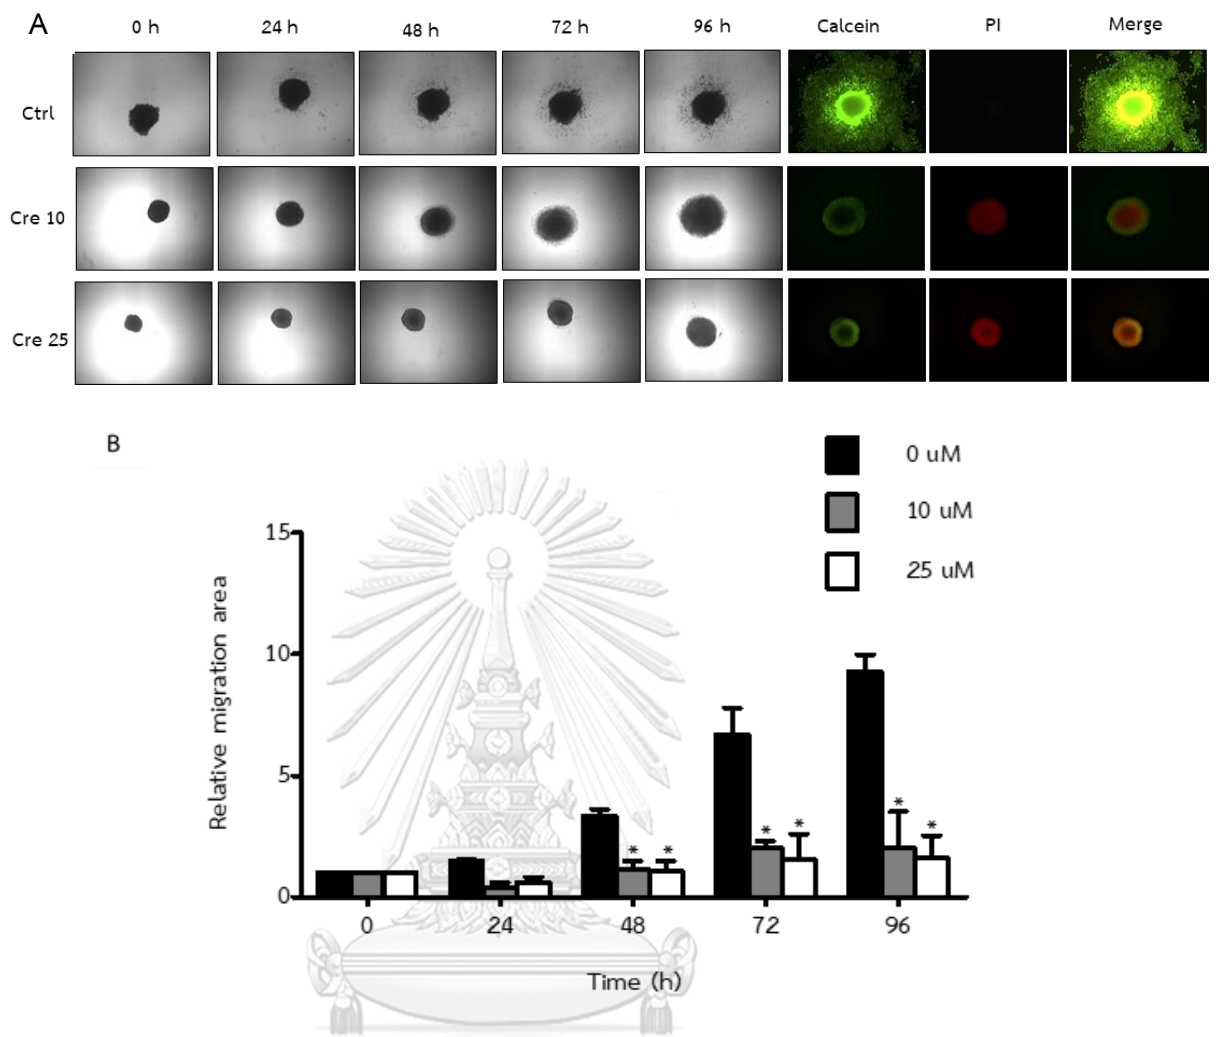 A
0 h 24 h 48 h 72 h 96 h Calcein PI Merge
Ctrl
Cre 10
Cre 25
B
0 uM
10 uM
25 uM
Relative migration area
15
10
5
0
* * * * * *
0 24 48 72 96
Time (h)